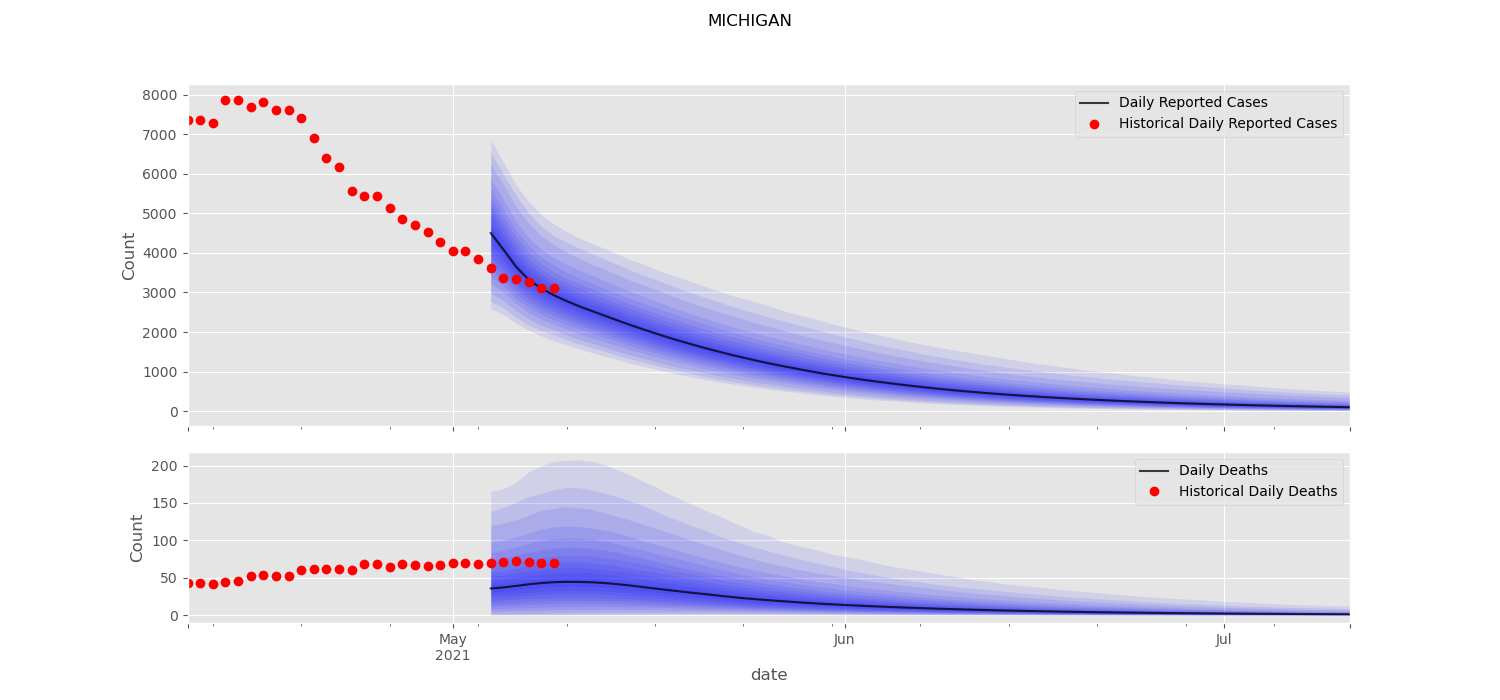 MICHIGAN
8000
7000
6000
5000
4000
3000
2000
1000
0
Count
Daily Reported Cases
Historical Daily Reported Cases
200
150
100
50
0
Count
Daily Deaths
Historical Daily Deaths
May
2021
Jun
Jul
date